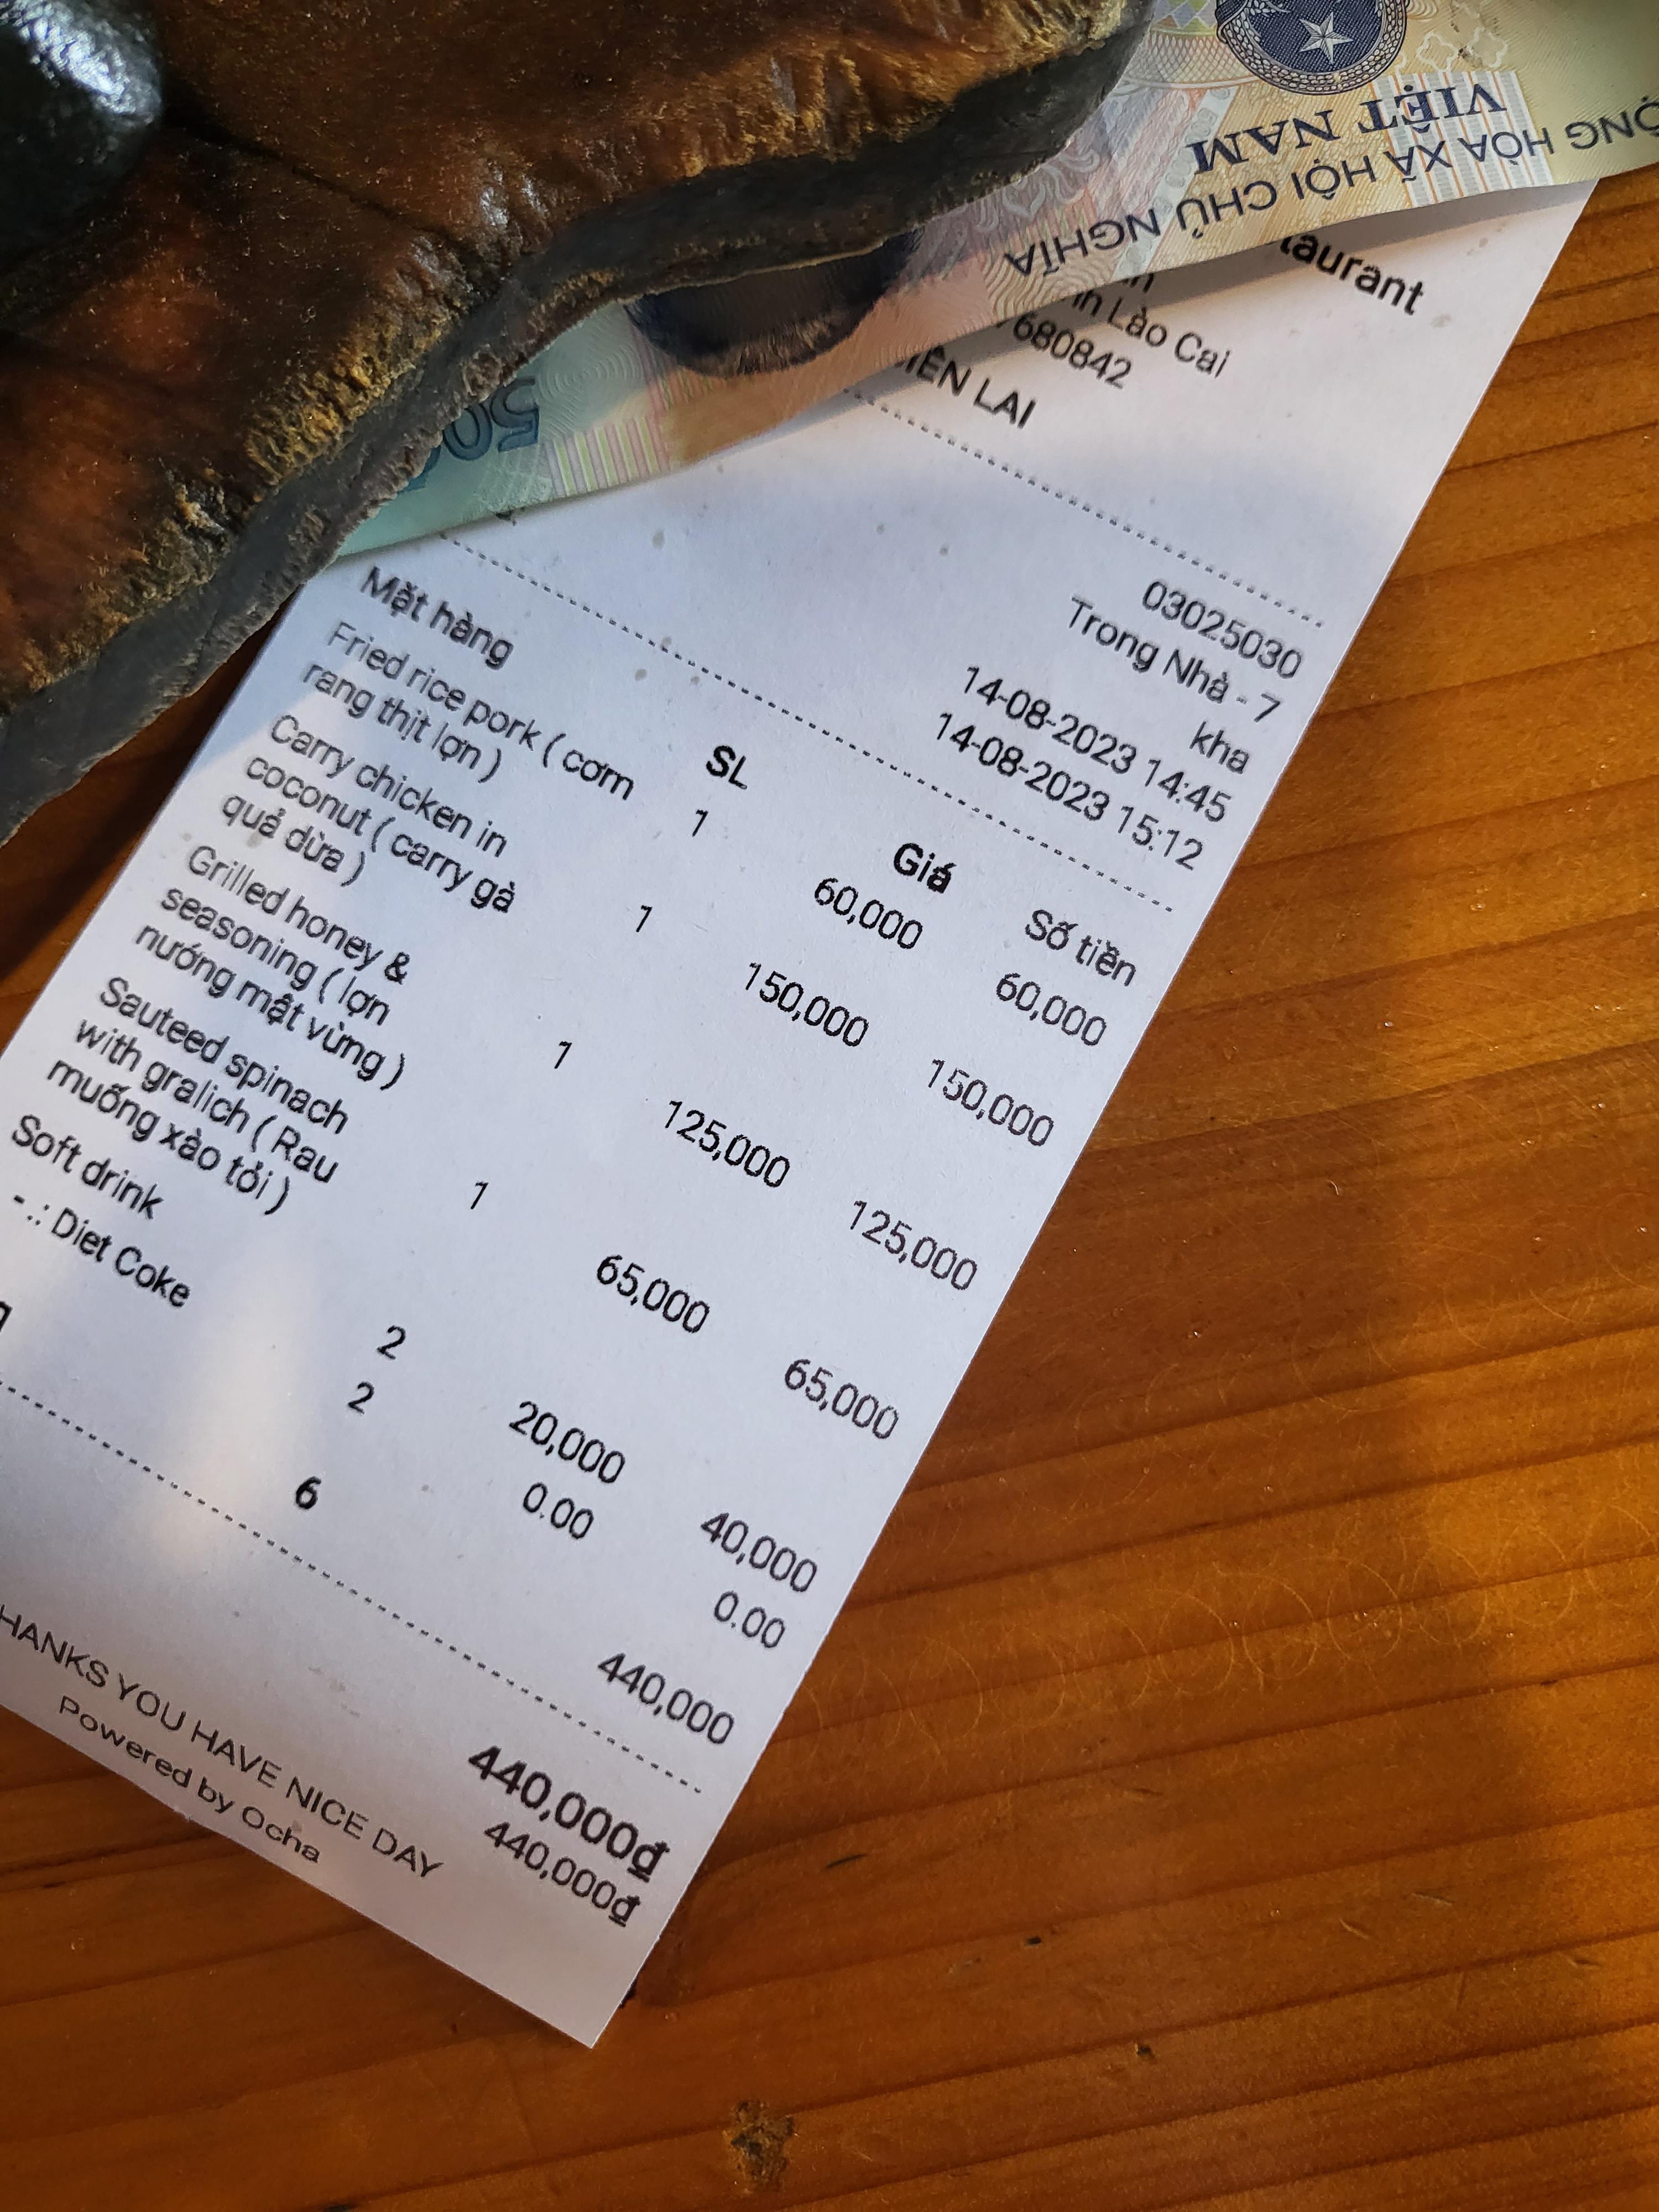 CỘNG HÒA XÃ HỘI CHỦ NGHĨA
VIỆT NAM
Lào Cai
680842
LAI
03025030
Trong Nhà - 7
kha
14-08-2023 14:45
14-08-2023 15:12
Mặt hàng SL Giá Số tiền
Fried rice pork ( cơm 1 60,000 60,000
rang thịt lợn )
Carry chicken in 1 150,000 150,000
coconut ( carry gà
quả dừa )
Grilled honey & 1 125,000 125,000
seasoning ( lợn
nướng mật vừng )
Sauteed spinach 1 65,000 65,000
with gralich ( Rau
muống xào tỏi )
Soft drink 2 20,000 40,000
-.: Diet Coke 2 0.00 0.00
6 440,000
440,000đ
440,000đ
HANKS YOU HAVE NICE DAY
Powered by Ocha